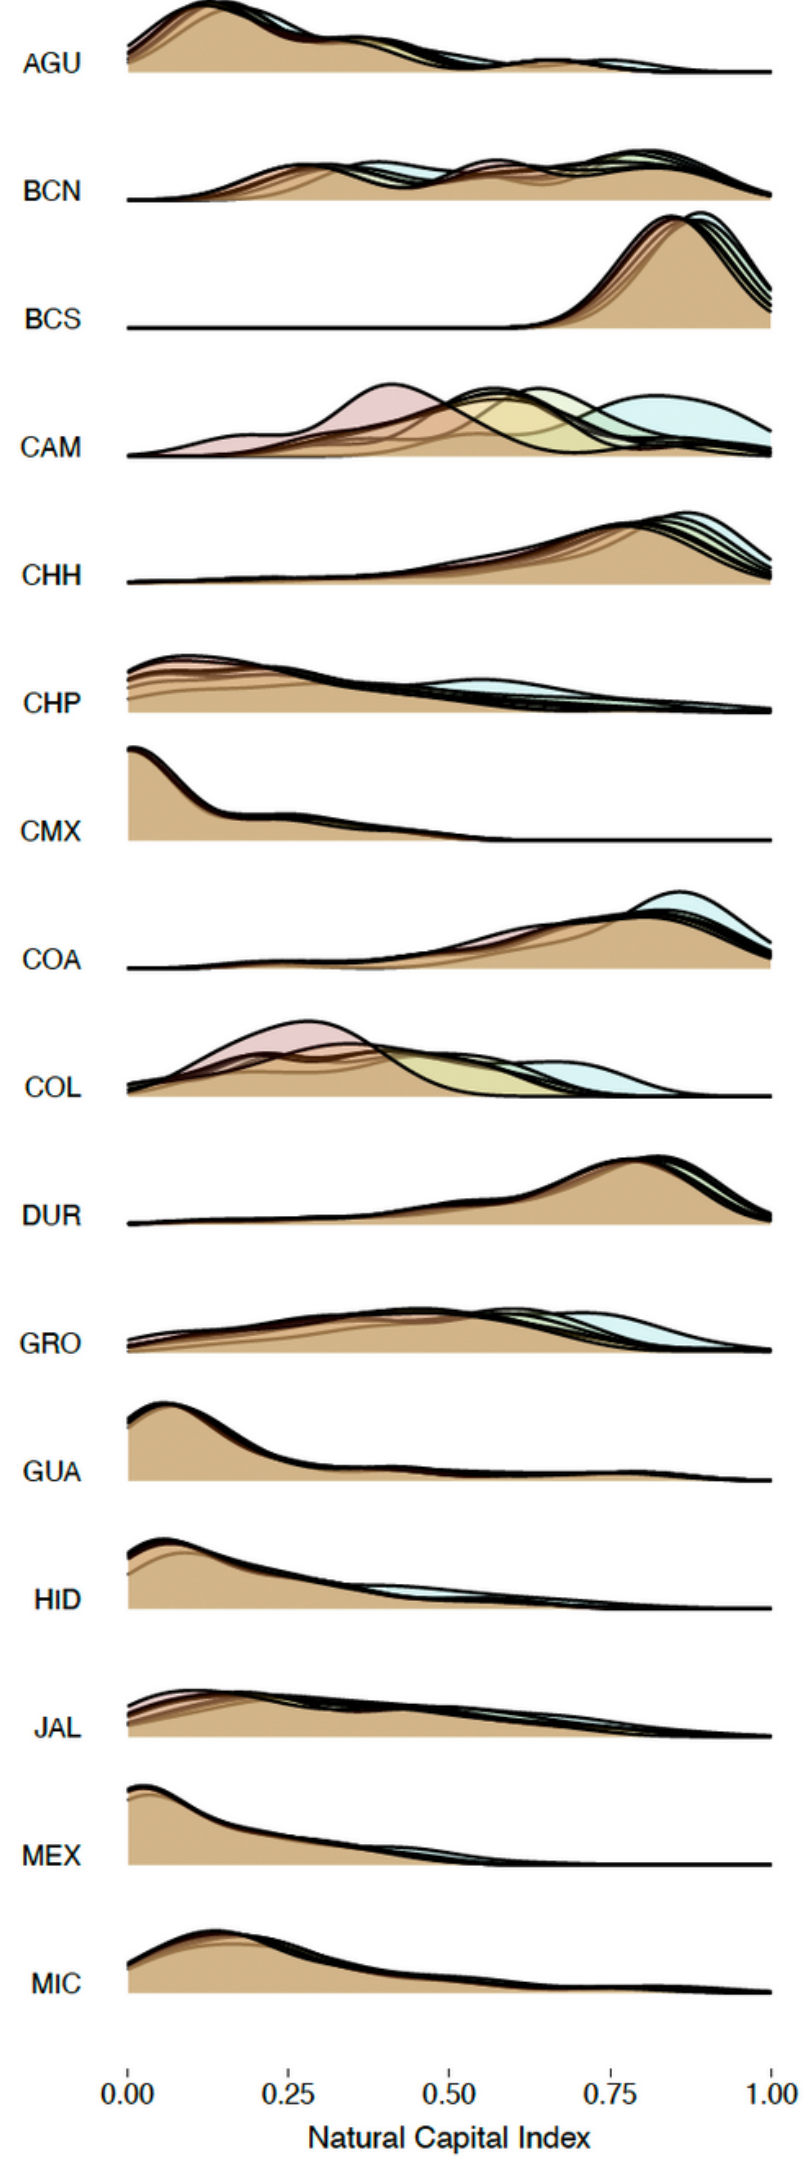 AGU
BCN
BCS
CAM
CHH
CHP
CMX
COA
COL
DUR
GRO
GUA
HID
JAL
MEX
MIC
0.00 0.25 0.50 0.75 1.00
Natural Capital Index